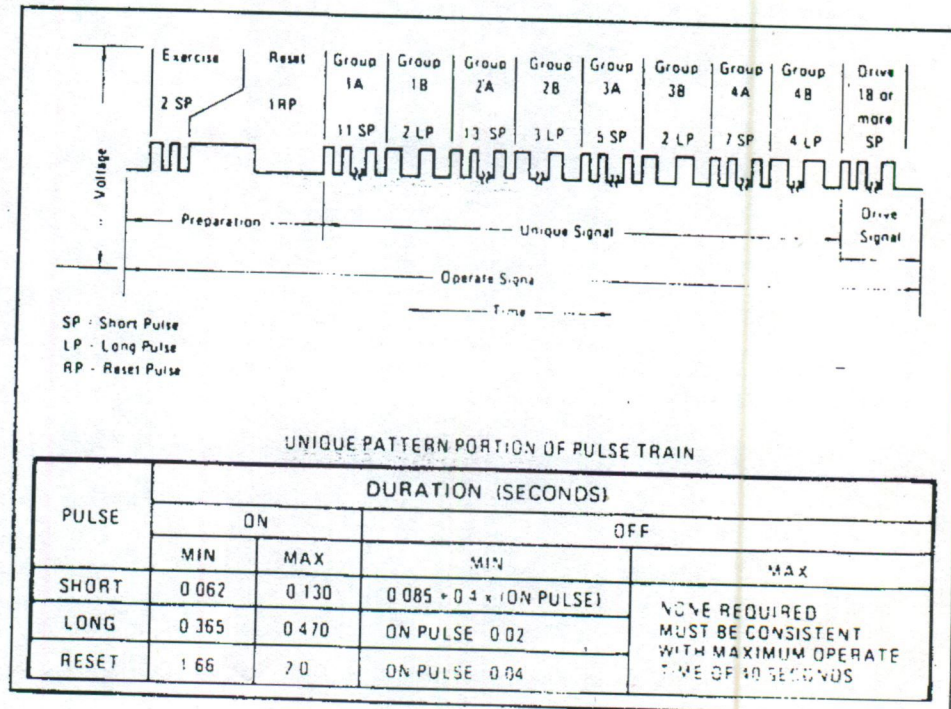 Exercise Reset Group Group Group Group Group Group Group Group Drive
1A 1B 2A 2B 3A 3B 4A 4B 18 or
2 SP 1 RP more
11 SP 2 LP 13 SP 3 LP 5 SP 2 LP 7 SP 4 LP SP
Voltage
Preparation Unique Signal Drive
Signal
Operate Signa
Time
SP - Short Pulse
LP - Long Pulse
RP - Reset Pulse
UNIQUE PATTERN PORTION OF PULSE TRAIN
DURATION (SECONDS)
PULSE ON OFF
MIN MAX MIN MAX
SHORT 0 062 0 130 0 085 + 0 4 x (ON PULSE) NONE REQUIRED
LONG 0 365 0 470 ON PULSE 0 02 MUST BE CONSISTENT
WITH MAXIMUM OPERATE
RESET 1 66 2 0 ON PULSE 0 04 TIME OF 40 SECONDS